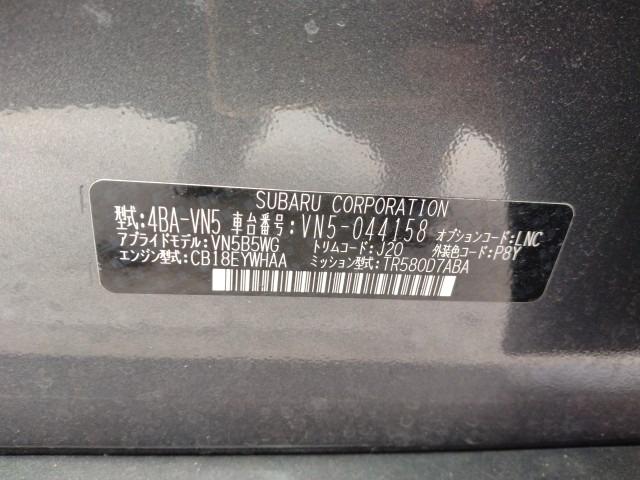 SUBARU CORPORATION
型式:4BA-VN5 車台番号:VN5-044158 オプションコード:LNC
アプライドモデル:VN5B5WG トリムコード:J20 外装色コード:P8Y
エンジン型式:CB18EYWHAA ミッション型式:TR580D7ABA